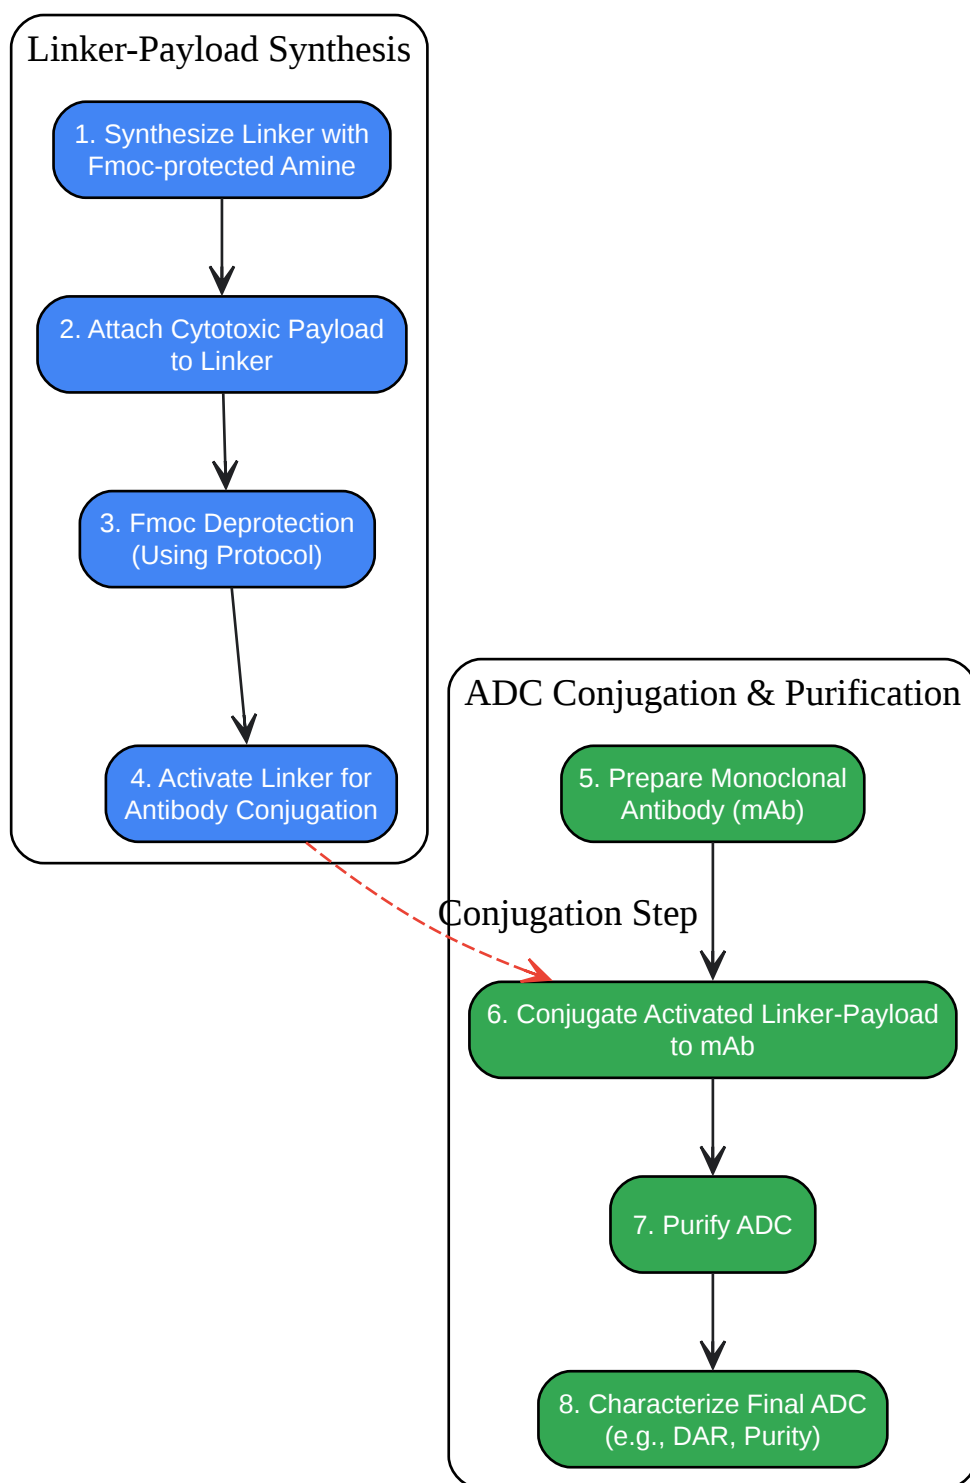 Linker-Payload Synthesis
1. Synthesize Linker with
Fmoc-protected Amine
2. Attach Cytotoxic Payload
to Linker
3. Fmoc Deprotection
(Using Protocol)
4. Activate Linker for
Antibody Conjugation
ADC Conjugation & Purification
5. Prepare Monoclonal
Antibody (mAb)
Conjugation Step
6. Conjugate Activated Linker-Payload
to mAb
7. Purify ADC
8. Characterize Final ADC
(e.g., DAR, Purity)